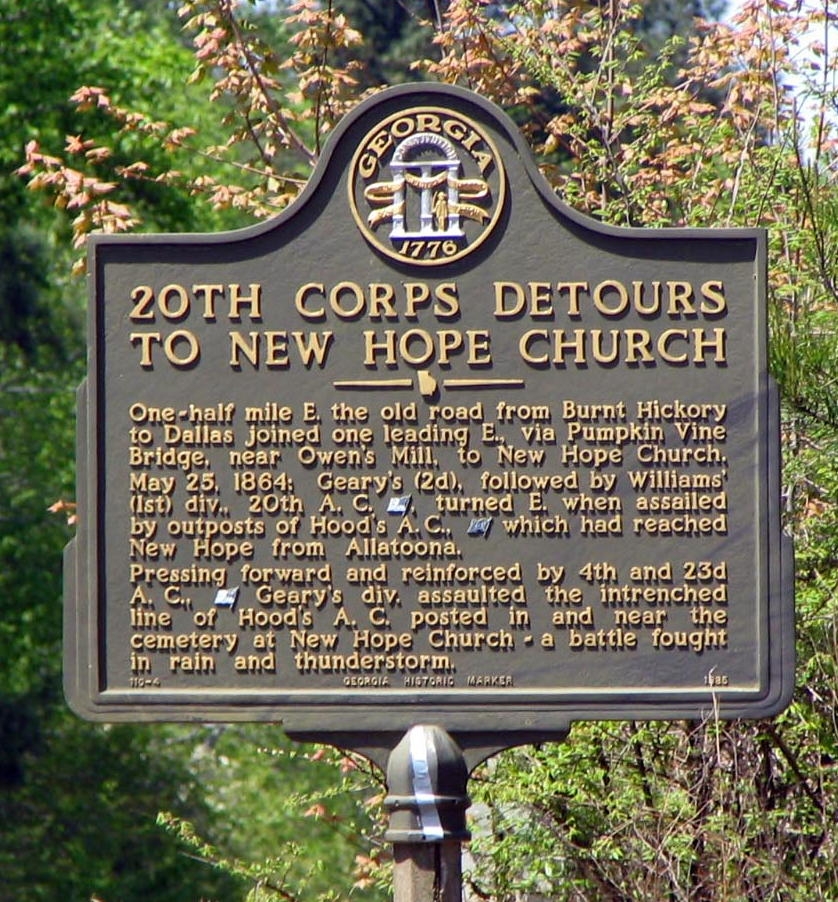 GEORGIA
CONSTITUTION
1776
20TH CORPS DETOURS
TO NEW HOPE CHURCH
One-half mile E. the old road from Burnt Hickory
to Dallas joined one leading E., via Pumpkin Vine
Bridge, near Owen's Mill, to New Hope Church.
May 25, 1864: Geary's (2d), followed by Williams'
(1st) div., 20th A. C. , turned E. when assailed
by outposts of Hood's A.C., which had reached
New Hope from Allatoona.
Pressing forward and reinforced by 4th and 23d
A. C., Geary's div. assaulted the intrenched
line of Hood's A. C. posted in and near the
cemetery at New Hope Church - a battle fought
in rain and thunderstorm.
110-4 GEORGIA HISTORIC MARKER 1985